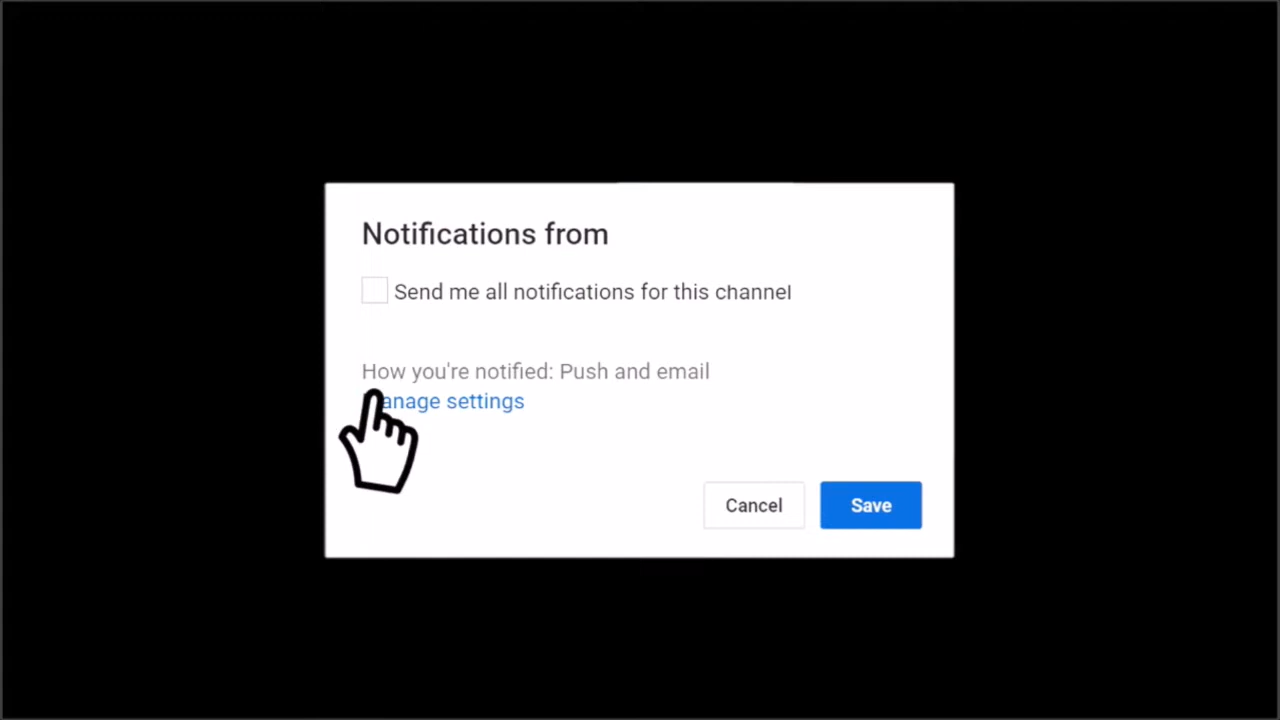 Notifications from
Send me all notifications for this channel
How you're notified: Push and email
anage settings
Cancel
Save